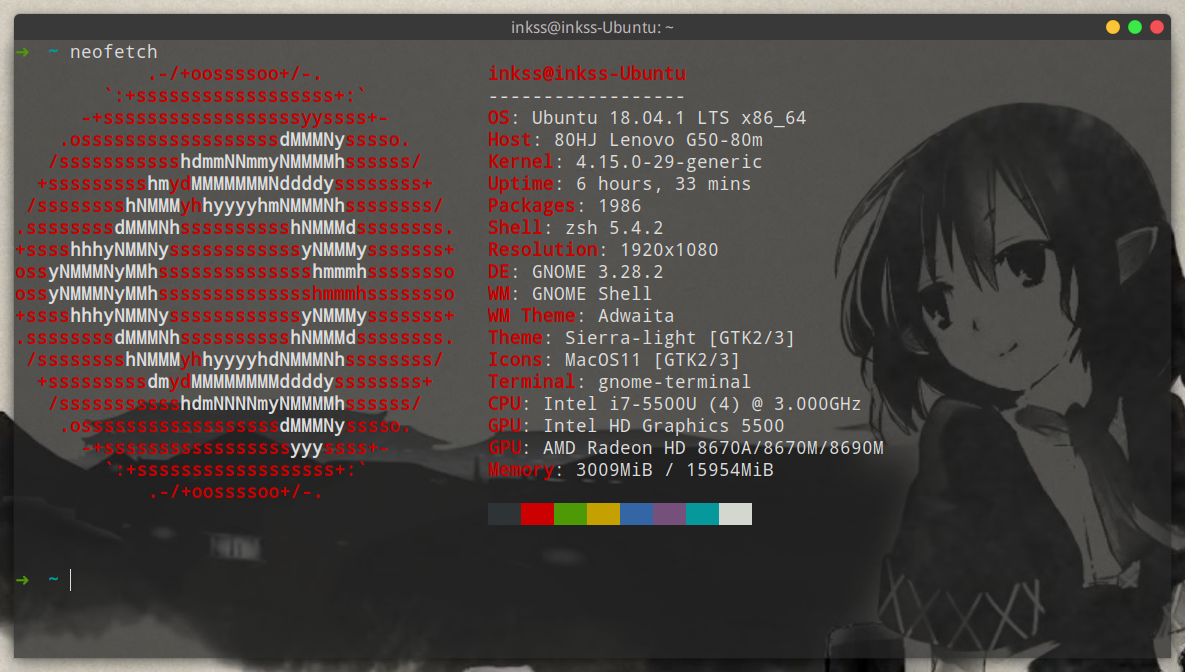 inkss@inkss-Ubuntu: ~
➜  ~ neofetch
            .-/+oossssoo+/-.               inkss@inkss-Ubuntu
        `:+ssssssssssssssssss+:`           ------------------
      -+ssssssssssssssssssyyssss+-         OS: Ubuntu 18.04.1 LTS x86_64
    .ossssssssssssssssssdMMMNysssso.       Host: 80HJ Lenovo G50-80m
   /ssssssssssshdmmNNmmyNMMMMhssssss/      Kernel: 4.15.0-29-generic
  +ssssssssshmydMMMMMMMNddddyssssssss+     Uptime: 6 hours, 33 mins
 /sssssssshNMMMyhhyyyyhmNMMMNhssssssss/    Packages: 1986
.ssssssssdMMMNhsssssssssshNMMMdssssssss.   Shell: zsh 5.4.2
+sssshhhyNMMNyssssssssssssyNMMMysssssss+   Resolution: 1920x1080
ossyNMMMNyMMhsssssssssssssshmmmhssssssso   DE: GNOME 3.28.2
ossyNMMMNyMMhsssssssssssssshmmmhssssssso   WM: GNOME Shell
+sssshhhyNMMNyssssssssssssyNMMMysssssss+   WM Theme: Adwaita
.ssssssssdMMMNhsssssssssshNMMMdssssssss.   Theme: Sierra-light [GTK2/3]
 /sssssssshNMMMyhhyyyyhdNMMMNhssssssss/    Icons: MacOS11 [GTK2/3]
  +sssssssssdmydMMMMMMMMddddyssssssss+     Terminal: gnome-terminal
   /ssssssssssshdmNNNNmyNMMMMhssssss/      CPU: Intel i7-5500U (4) @ 3.000GHz
    .ossssssssssssssssssdMMMNysssso.       GPU: Intel HD Graphics 5500
      -+sssssssssssssssssyyyssss+-         GPU: AMD Radeon HD 8670A/8670M/8690M
        `:+ssssssssssssssssss+:`           Memory: 3009MiB / 15954MiB
            .-/+oossssoo+/-.
➜  ~